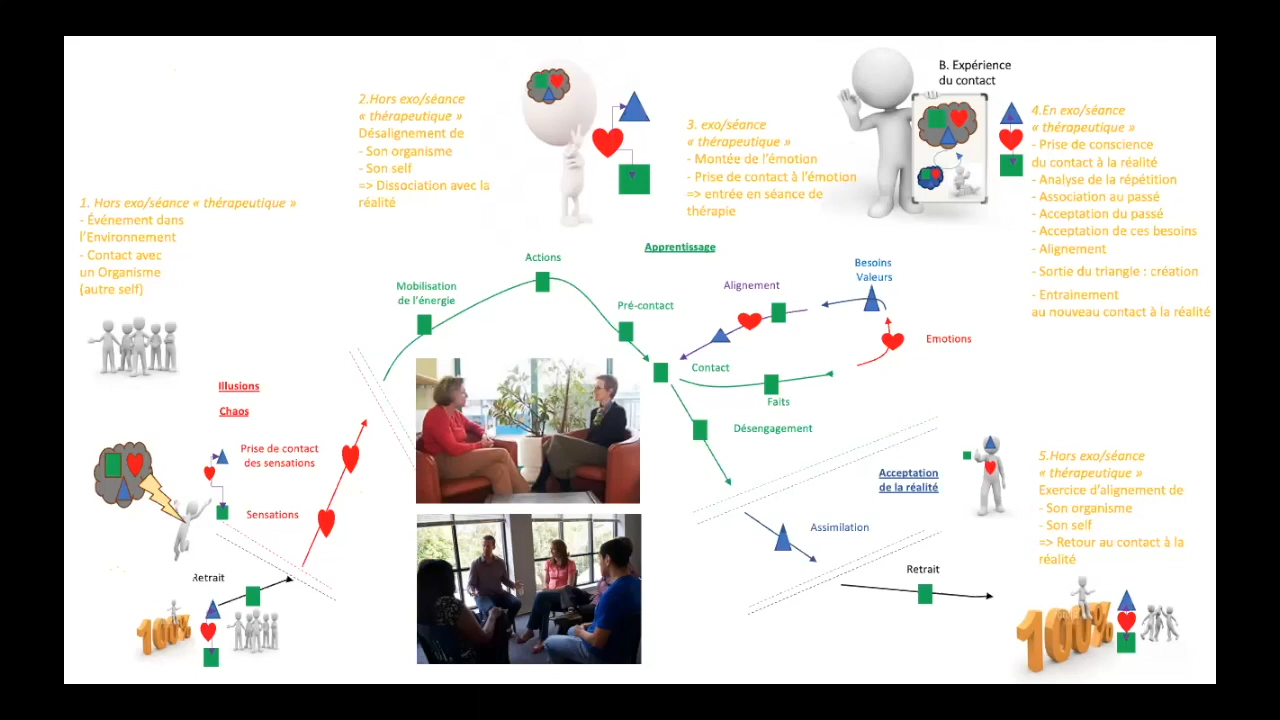 B. Expérience
du contact
2.Hors exo/séance
« thérapeutique »
Désalignement de
- Son organisme
- Son self
=> Dissociation avec la
réalité
3. exo/séance
« thérapeutique »
- Montée de l’émotion
- Prise de contact à l’émotion
=> entrée en séance de
thérapie
4.En exo/séance
« thérapeutique »
- Prise de conscience
du contact à la réalité
- Analyse de la répétition
- Association au passé
- Acceptation du passé
- Acceptation de ces besoins
- Alignement
- Sortie du triangle : création
- Entrainement
au nouveau contact à la réalité
1. Hors exo/séance « thérapeutique »
- Événement dans
l’Environnement
- Contact avec
un Organisme
(autre self)
Apprentissage
Actions
Mobilisation
de l’énergie
Pré-contact
Alignement
Besoins
Valeurs
Emotions
Contact
Faits
Désengagement
Illusions
Chaos
Prise de contact
des sensations
Sensations
Retrait
100%
Acceptation
de la réalité
Assimilation
Retrait
5.Hors exo/séance
« thérapeutique »
Exercice d’alignement de
- Son organisme
- Son self
=> Retour au contact à la
réalité
100%